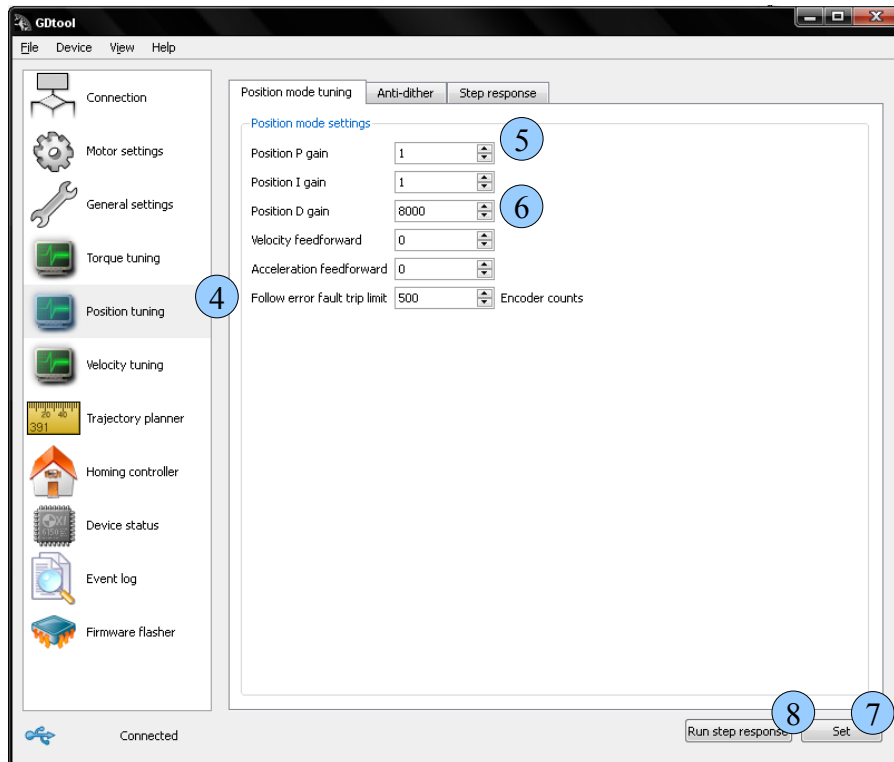 GDtool
File Device View Help
Connection
Motor settings
General settings
Torque tuning
4
Position tuning
Velocity tuning
20 40
391
Trajectory planner
Homing controller
Device status
Event log
Firmware flasher
Connected
Position mode tuning Anti-dither Step response
Position mode settings
Position P gain 1 5
Position I gain 1
Position D gain 8000 6
Velocity feedforward 0
Acceleration feedforward 0
Follow error fault trip limit 500 Encoder counts
8 7
Run step response Set